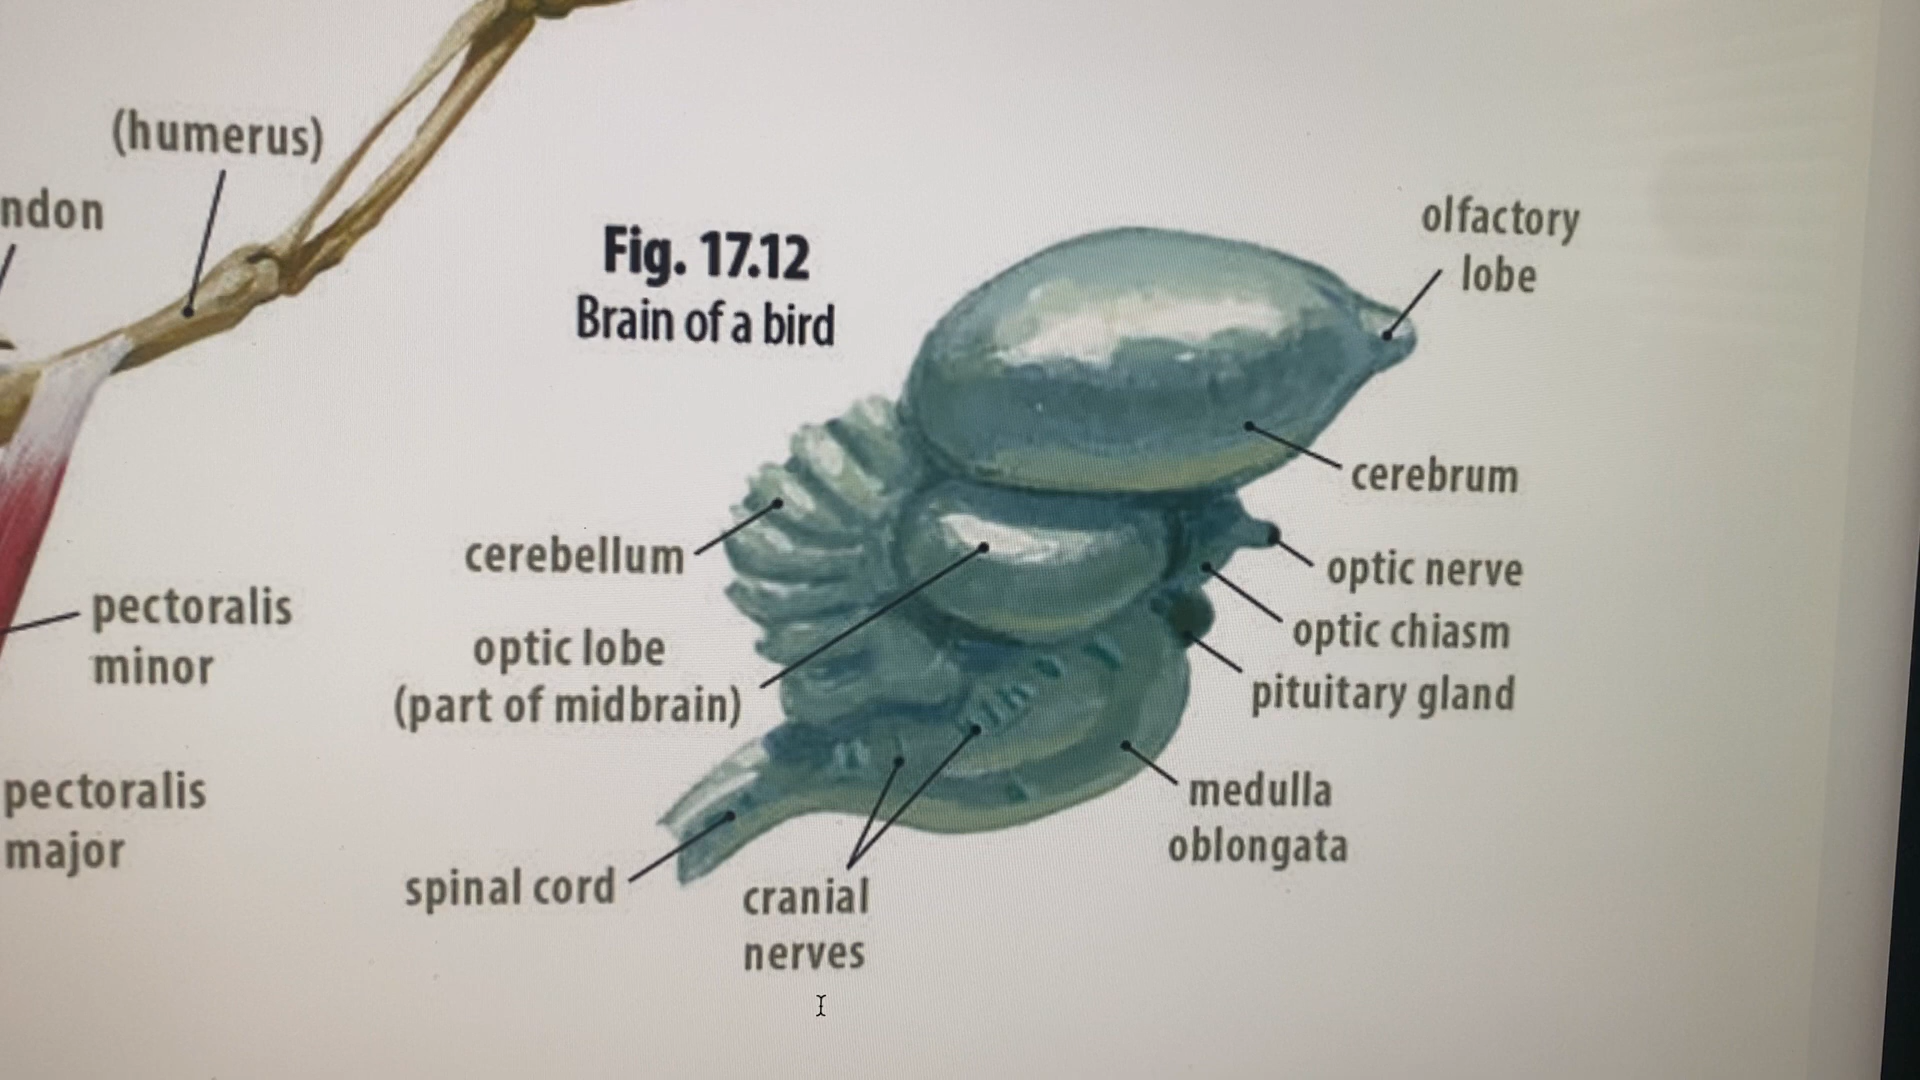 (humerus)
ndon
pectoralis
minor
pectoralis
major
Fig. 17.12
Brain of a bird
olfactory
lobe
cerebrum
optic nerve
optic chiasm
pituitary gland
medulla
oblongata
cerebellum
optic lobe
(part of midbrain)
spinal cord
cranial
nerves